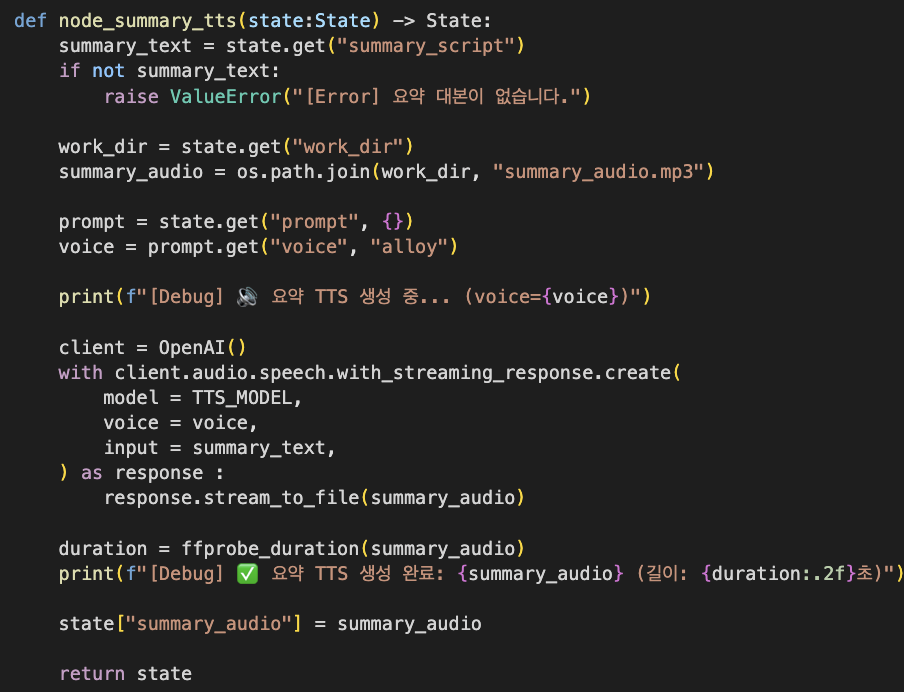 def node_summary_tts(state:State) -> State:
    summary_text = state.get("summary_script")
    if not summary_text:
        raise ValueError("[Error] 요약 대본이 없습니다.")

    work_dir = state.get("work_dir")
    summary_audio = os.path.join(work_dir, "summary_audio.mp3")

    prompt = state.get("prompt", {})
    voice = prompt.get("voice", "alloy")

    print(f"[Debug] 🔊 요약 TTS 생성 중... (voice={voice})")

    client = OpenAI()
    with client.audio.speech.with_streaming_response.create(
        model = TTS_MODEL,
        voice = voice,
        input = summary_text,
    ) as response :
        response.stream_to_file(summary_audio)

    duration = ffprobe_duration(summary_audio)
    print(f"[Debug] ✅ 요약 TTS 생성 완료: {summary_audio} (길이: {duration:.2f}초)")

    state["summary_audio"] = summary_audio

    return state